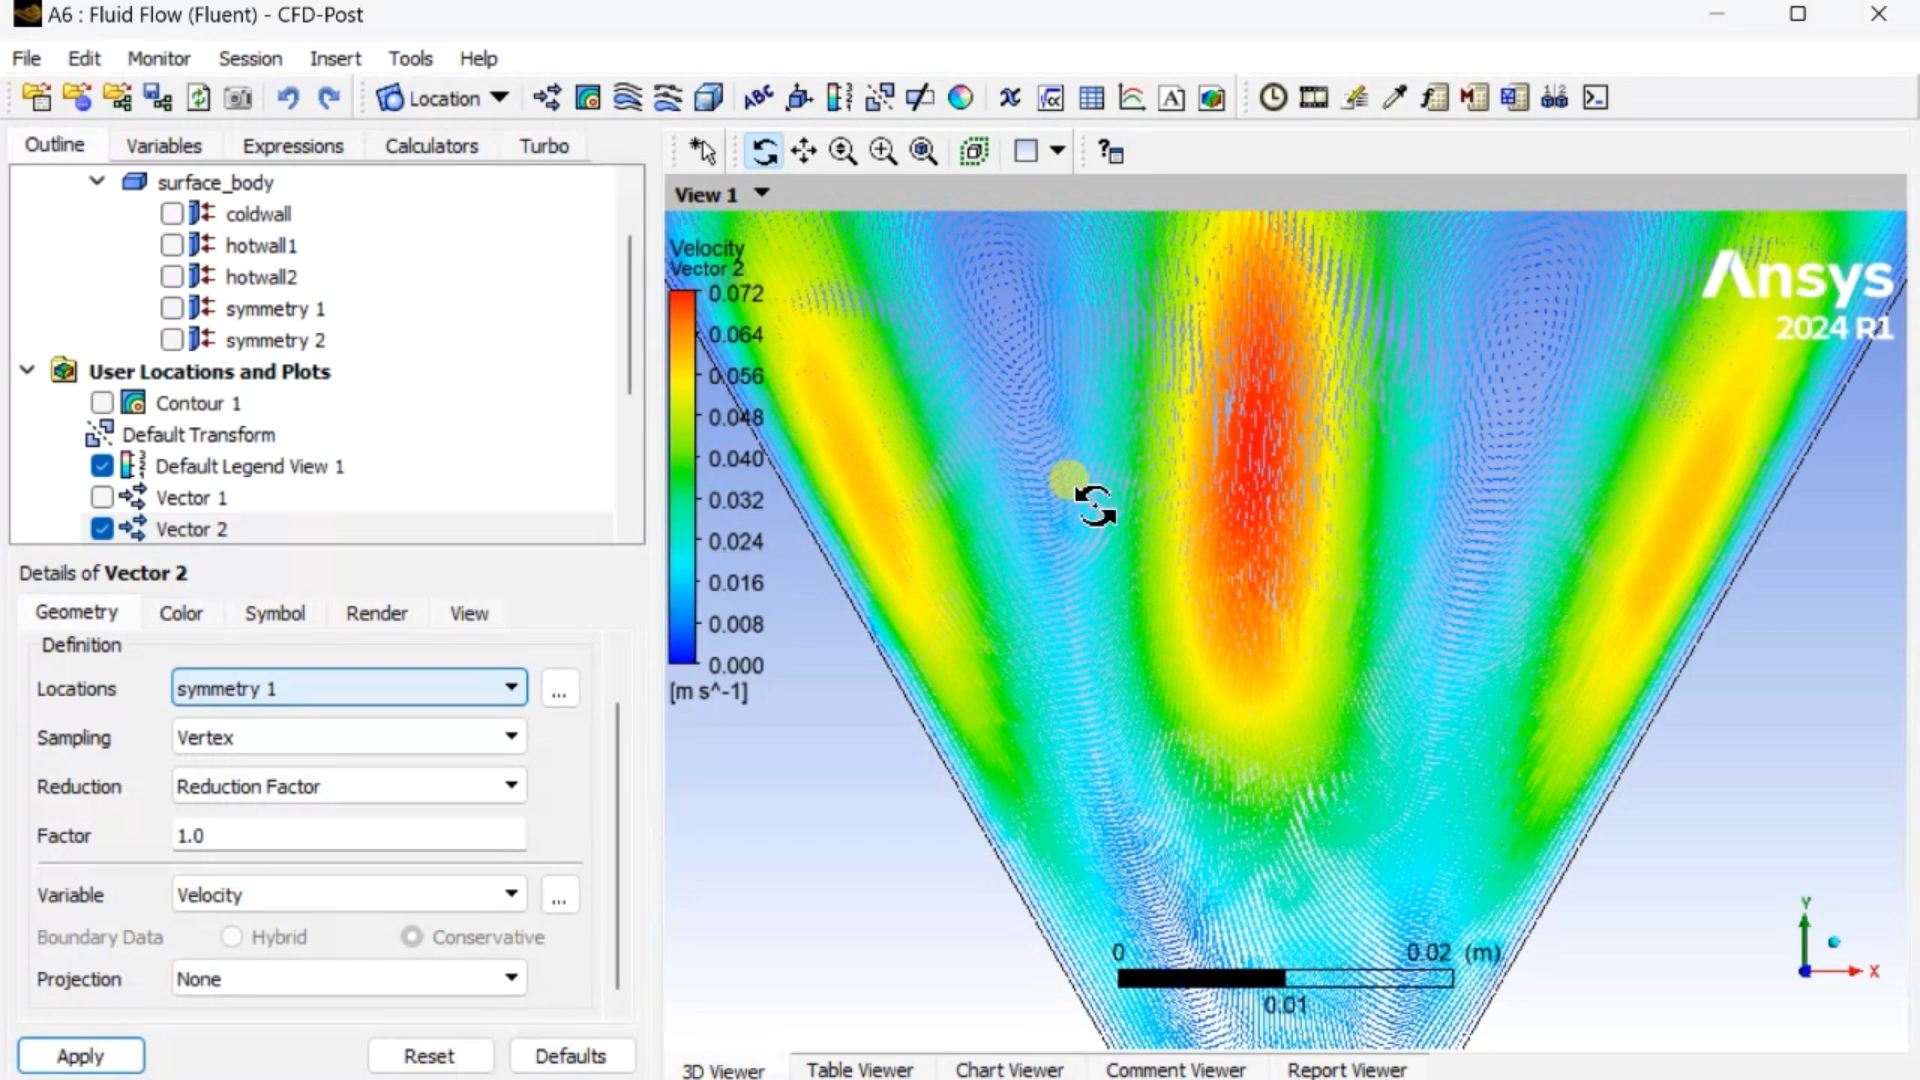 A6 : Fluid Flow (Fluent) - CFD-Post
File Edit Monitor Session Insert Tools Help
Location
Outline Variables Expressions Calculators Turbo
surface_body
coldwall
hotwall1
hotwall2
symmetry 1
symmetry 2
User Locations and Plots
Contour 1
Default Transform
Default Legend View 1
Vector 1
Vector 2
Details of Vector 2
Geometry Color Symbol Render View
Definition
Locations symmetry 1 ...
Sampling Vertex
Reduction Reduction Factor
Factor 1.0
Variable Velocity ...
Boundary Data Hybrid Conservative
Projection None
Apply Reset Defaults
View 1
Velocity
Vector 2
0.072
0.064
0.056
0.048
0.040
0.032
0.024
0.016
0.008
0.000
[m s^-1]
Ansys
2024 R1
0 0.02 (m)
0.01
Y
X
3D Viewer Table Viewer Chart Viewer Comment Viewer Report Viewer